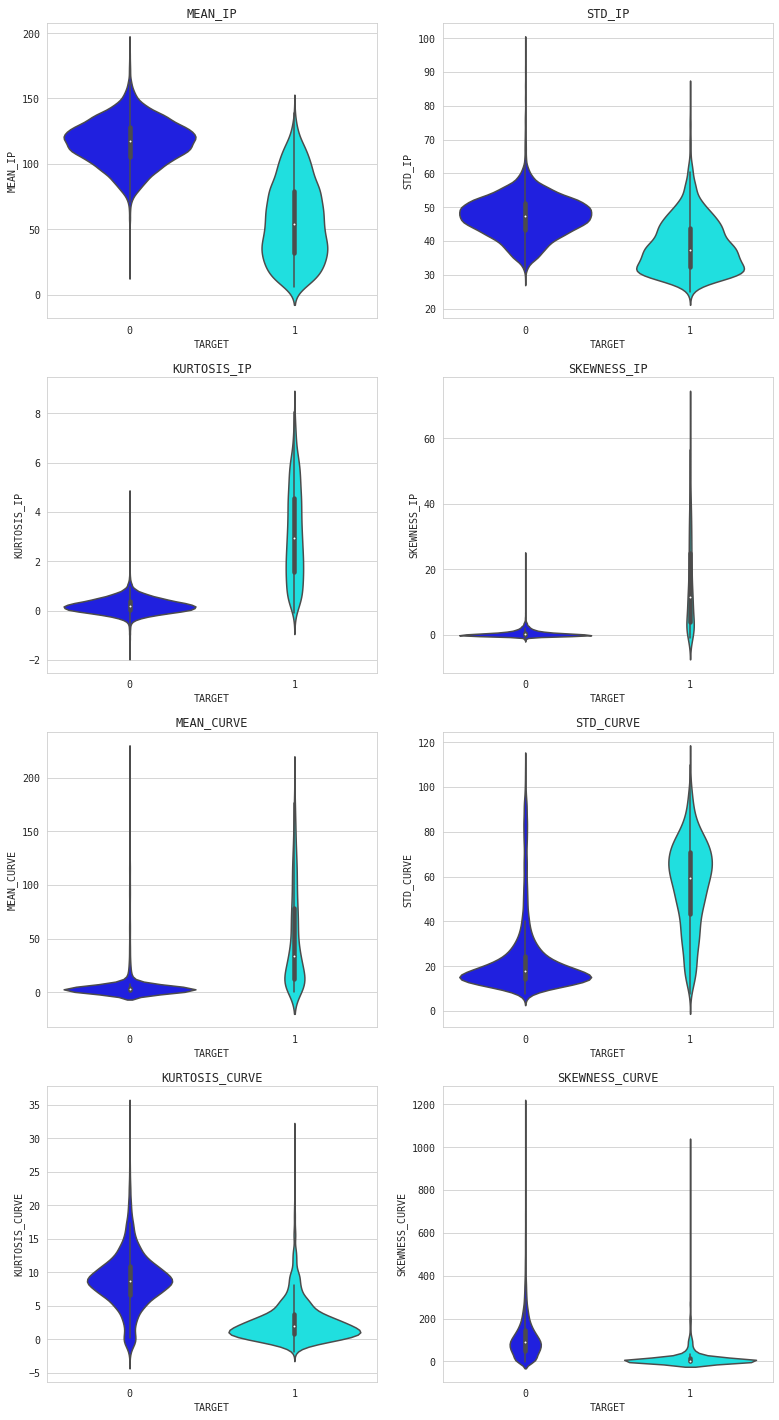 MEAN_IP
STD_IP
200
150
100
50
0
MEAN_IP
0
1
TARGET
100
90
80
70
60
50
40
30
20
STD_IP
0
1
TARGET
KURTOSIS_IP
SKEWNESS_IP
8
6
4
2
0
−2
KURTOSIS_IP
0
1
TARGET
60
40
20
0
SKEWNESS_IP
0
1
TARGET
MEAN_CURVE
STD_CURVE
200
150
100
50
0
MEAN_CURVE
0
1
TARGET
120
100
80
60
40
20
0
STD_CURVE
0
1
TARGET
KURTOSIS_CURVE
SKEWNESS_CURVE
35
30
25
20
15
10
5
0
−5
KURTOSIS_CURVE
0
1
TARGET
1200
1000
800
600
400
200
0
SKEWNESS_CURVE
0
1
TARGET